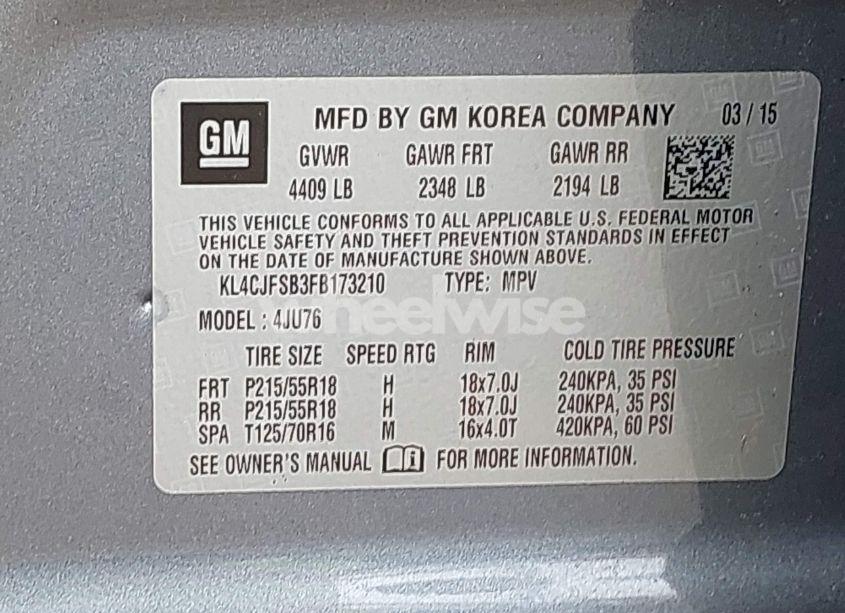 GM
MFD BY GM KOREA COMPANY 03 / 15
GVWR GAWR FRT GAWR RR
4409 LB 2348 LB 2194 LB
THIS VEHICLE CONFORMS TO ALL APPLICABLE U.S. FEDERAL MOTOR
VEHICLE SAFETY AND THEFT PREVENTION STANDARDS IN EFFECT
ON THE DATE OF MANUFACTURE SHOWN ABOVE.
KL4CJFSB3FB173210 TYPE: MPV
MODEL : 4JU76
wheelwise
TIRE SIZE SPEED RTG RIM COLD TIRE PRESSURE
FRT P215/55R18 H 18x7.0J 240KPA, 35 PSI
RR P215/55R18 H 18x7.0J 240KPA, 35 PSI
SPA T125/70R16 M 16x4.0T 420KPA, 60 PSI
SEE OWNER'S MANUAL i FOR MORE INFORMATION.